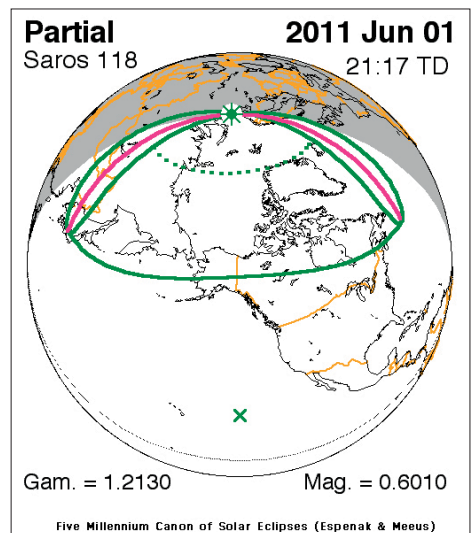 Partial 2011 Jun 01
Saros 118 21:17 TD
Gam. = 1.2130 Mag. = 0.6010
Five Millennium Canon of Solar Eclipses (Espenak & Meeus)